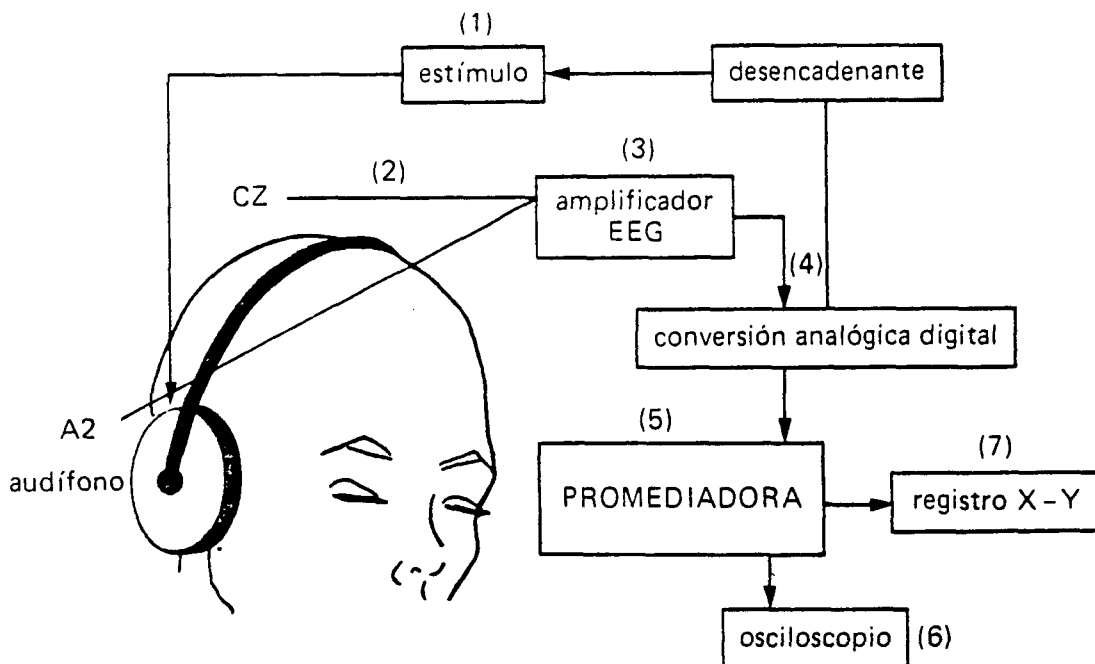 (1)
estímulo
desencadenante
(2)
CZ
(3)
amplificador
EEG
(4)
conversión analógica digital
A2
audífono
(5)
PROMEDIADORA
(7)
registro X-Y
osciloscopio
(6)